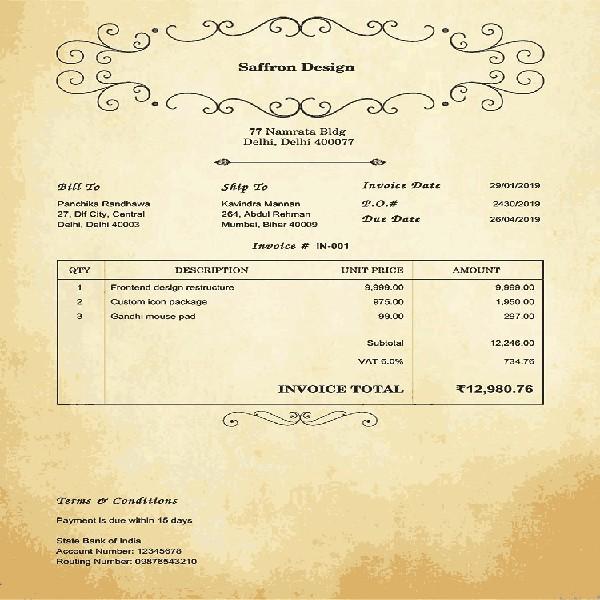 Saffron Design
77 Namrata Bldg
Delhi, Delhi 400077
Bill To
Panchika Randhawa
27, Dlf City, Central
Delhi, Delhi 40003
Ship To
Kavindra Mannan
264, Abdul Rehman
Mumbai, Bihar 40009
Invoice Date 29/01/2019
P.O.# 2430/2019
Due Date 26/04/2019
Invoice # IN-001
QTY DESCRIPTION UNIT PRICE AMOUNT
1 Frontend design restructure 9,999.00 9,999.00
2 Custom icon package 975.00 1,950.00
3 Gandhi mouse pad 99.00 297.00
Subtotal 12,246.00
VAT 6.0% 734.76
INVOICE TOTAL ₹12,980.76
Terms & Conditions
Payment is due within 15 days
State Bank of India
Account Number: 12345678
Routing Number: 09876543210